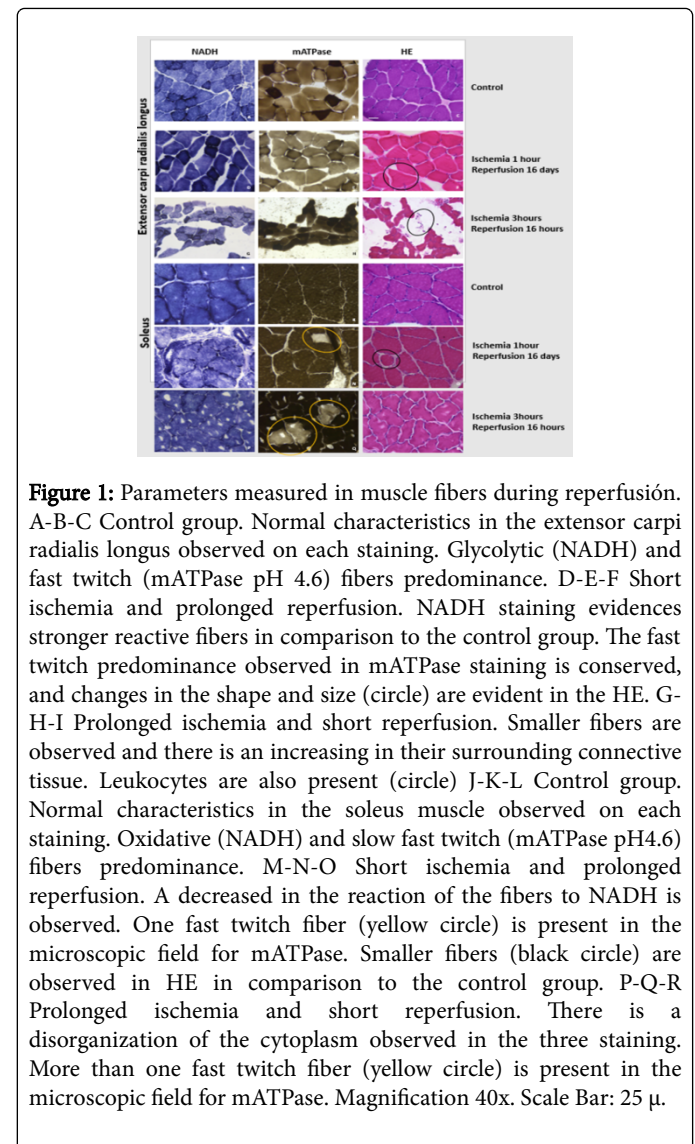 NADH mATPase HE
Extensor carpi radialis longus
Control
Ischemia 1 hour
Reperfusion 16 days
Ischemia 3hours
Reperfusion 16 hours
Soleus
Control
Ischemia 1hour
Reperfusion 16 days
Ischemia 3hours
Reperfusion 16 hours
Figure 1: Parameters measured in muscle fibers during reperfusión.
A-B-C Control group. Normal characteristics in the extensor carpi
radialis longus observed on each staining. Glycolytic (NADH) and
fast twitch (mATPase pH 4.6) fibers predominance. D-E-F Short
ischemia and prolonged reperfusion. NADH staining evidences
stronger reactive fibers in comparison to the control group. The fast
twitch predominance observed in mATPase staining is conserved,
and changes in the shape and size (circle) are evident in the HE. G-
H-I Prolonged ischemia and short reperfusion. Smaller fibers are
observed and there is an increasing in their surrounding connective
tissue. Leukocytes are also present (circle) J-K-L Control group.
Normal characteristics in the soleus muscle observed on each
staining. Oxidative (NADH) and slow fast twitch (mATPase pH4.6)
fibers predominance. M-N-O Short ischemia and prolonged
reperfusion. A decreased in the reaction of the fibers to NADH is
observed. One fast twitch fiber (yellow circle) is present in the
microscopic field for mATPase. Smaller fibers (black circle) are
observed in HE in comparison to the control group. P-Q-R
Prolonged ischemia and short reperfusion. There is a
disorganization of the cytoplasm observed in the three staining.
More than one fast twitch fiber (yellow circle) is present in the
microscopic field for mATPase. Magnification 40x. Scale Bar: 25 μ.